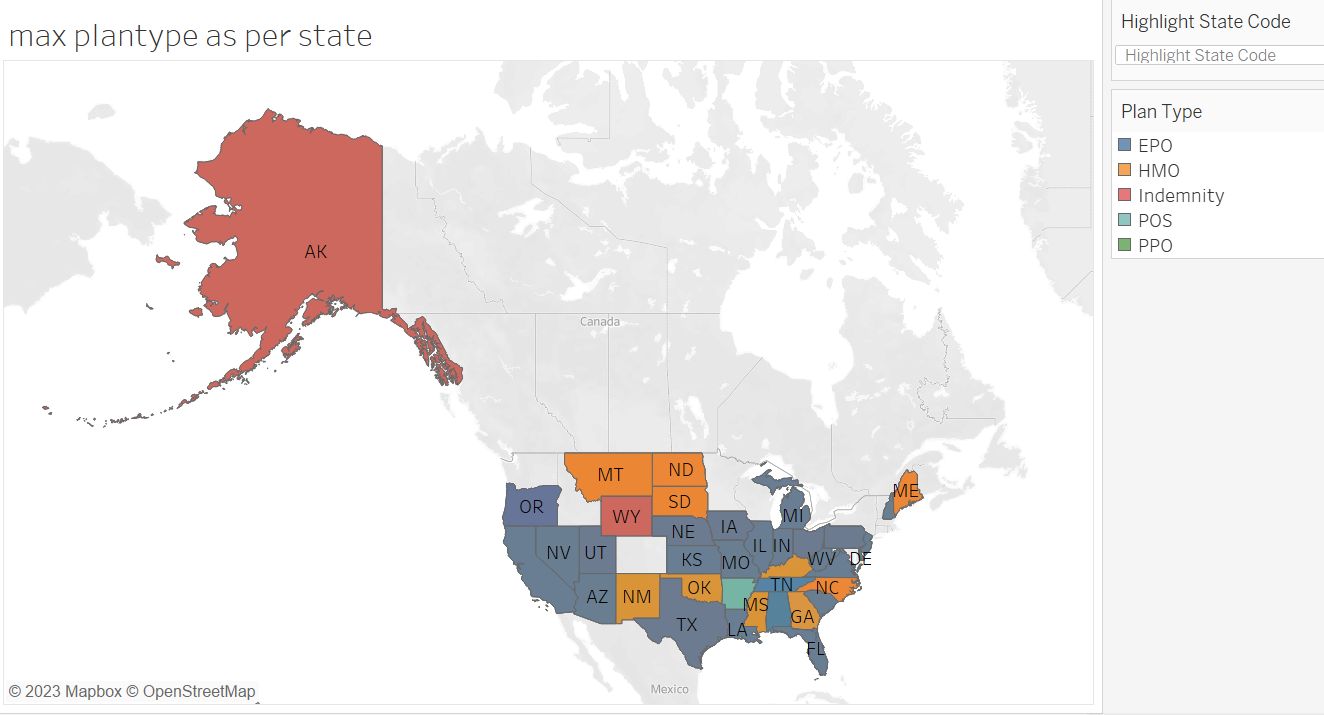 max plantype as per state
Highlight State Code
Highlight State Code
Plan Type
EPO
HMO
Indemnity
POS
PPO
AK
Canada
MT
ND
ME
OR
WY
SD
MI
NE
IA
NV
UT
KS
MO
IL
IN
WV
DE
AZ
NM
OK
TN
NC
MS
GA
TX
LA
FL
Mexico
© 2023 Mapbox © OpenStreetMap